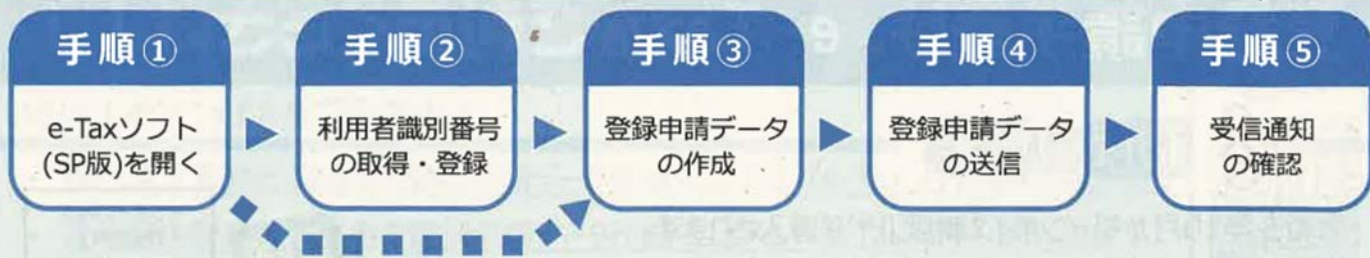 手順①
e-Taxソフト
(SP版)を開く
手順②
利用者識別番号
の取得・登録
手順③
登録申請データ
の作成
手順④
登録申請データ
の送信
手順⑤
受信通知
の確認